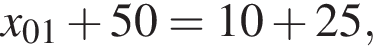 x₀₁ + 50 = 10 + 25,